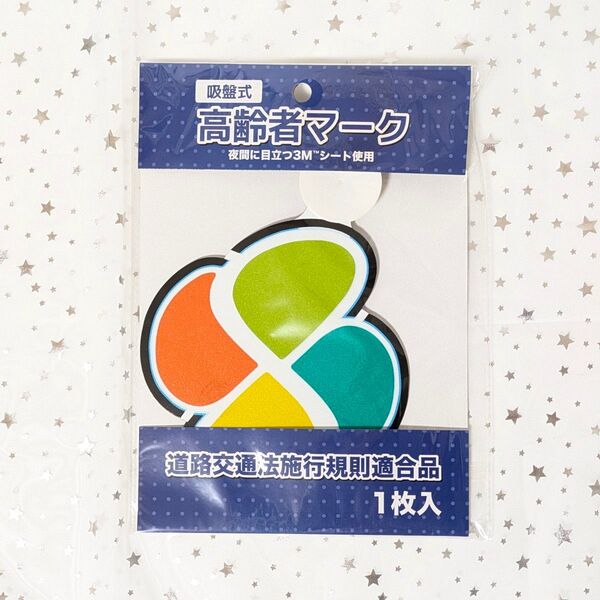 吸盤式
高齢者マーク
夜間に目立つ3M™シート使用
道路交通法施行規則適合品
1枚入